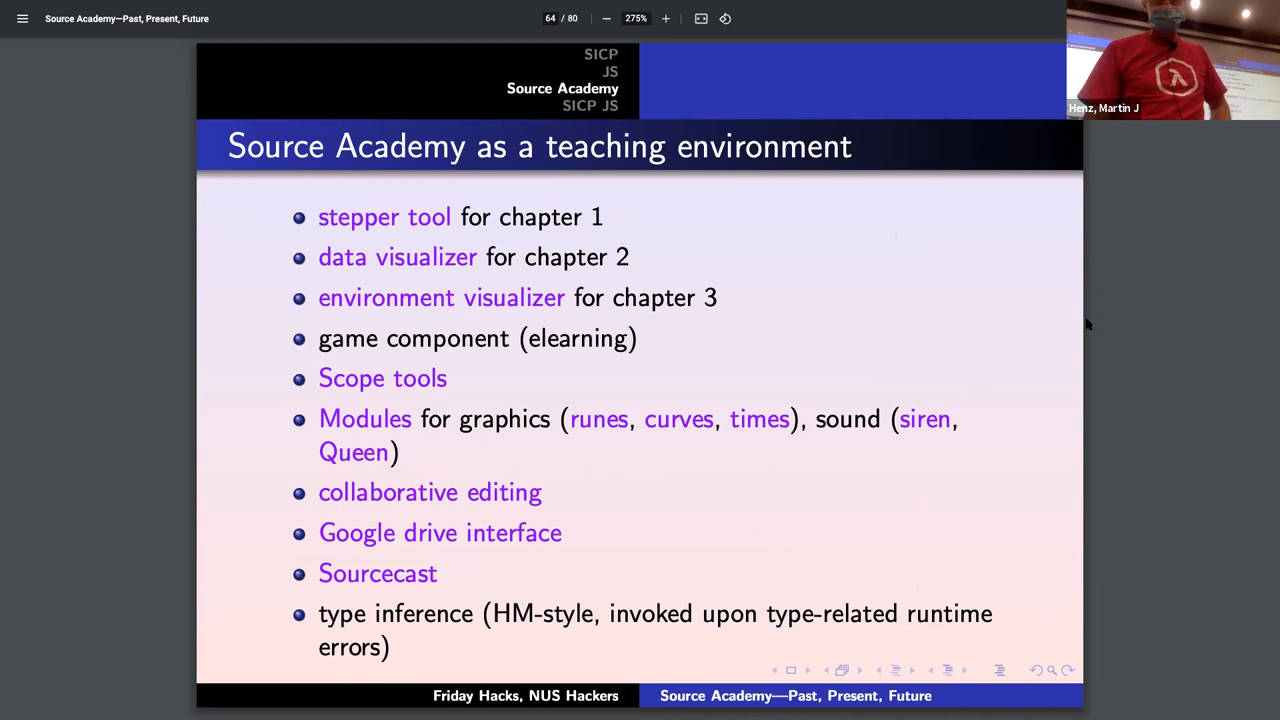 Source Academy—Past, Present, Future
64 / 80
275%
SICP
JS
Source Academy
SICP JS
Henz, Martin J
Source Academy as a teaching environment
stepper tool for chapter 1
data visualizer for chapter 2
environment visualizer for chapter 3
game component (elearning)
Scope tools
Modules for graphics (runes, curves, times), sound (siren,
Queen)
collaborative editing
Google drive interface
Sourcecast
type inference (HM-style, invoked upon type-related runtime
errors)
Friday Hacks, NUS Hackers
Source Academy—Past, Present, Future